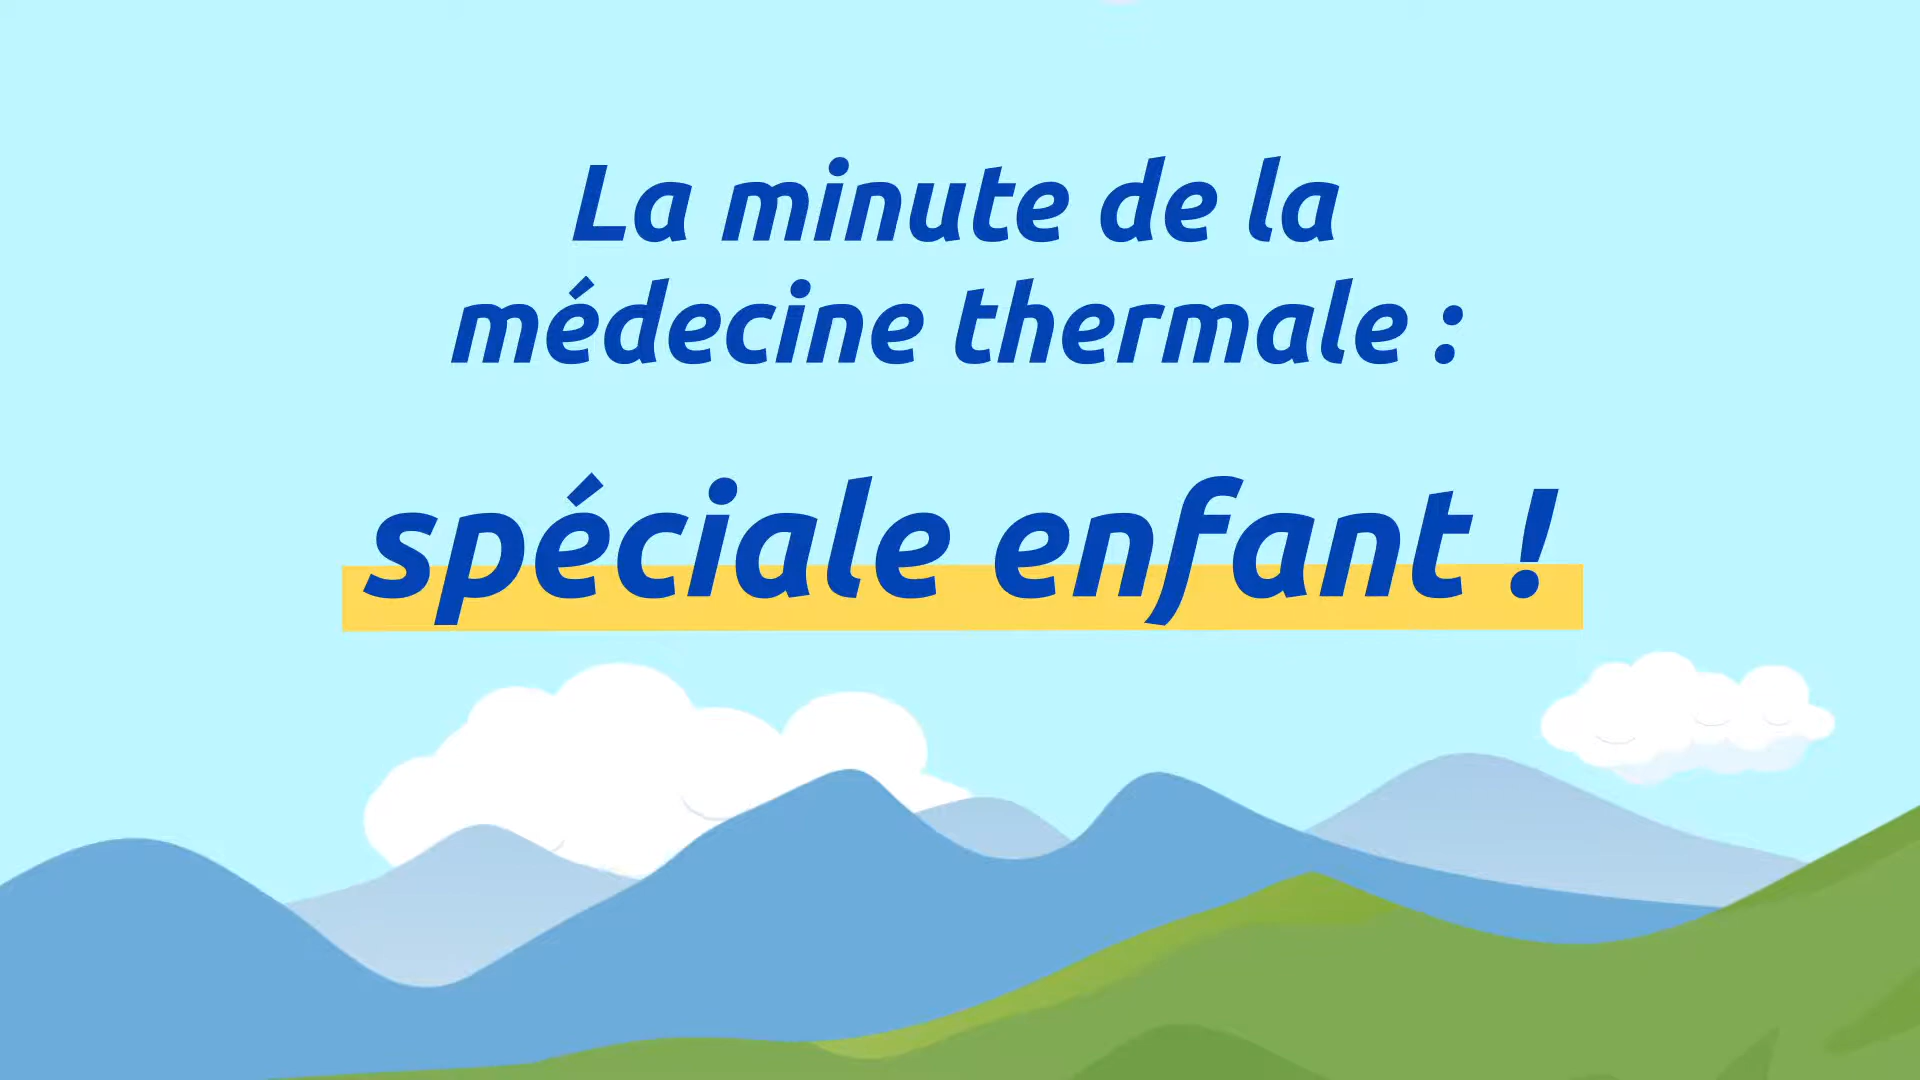 La minute de la
médecine thermale :
spéciale enfant !